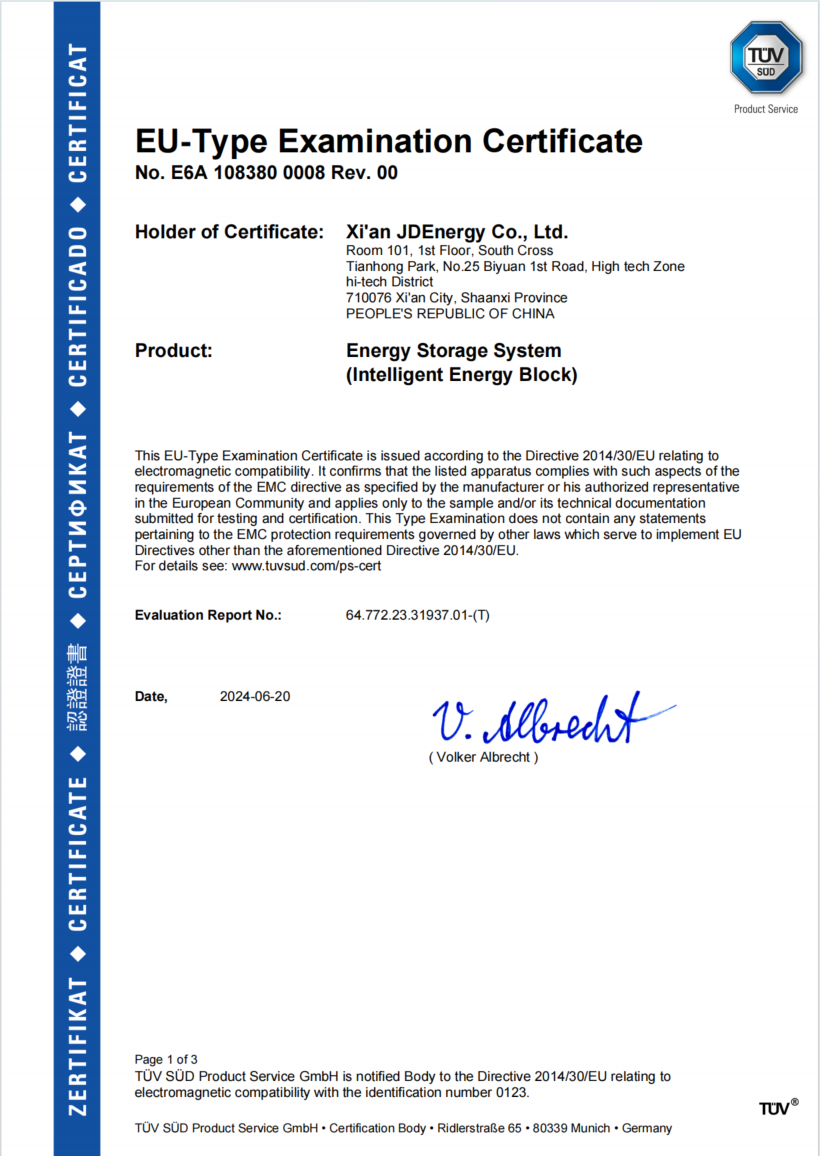 TÜV
SÜD
Product Service
EU-Type Examination Certificate
No. E6A 108380 0008 Rev. 00
Holder of Certificate: Xi'an JDEnergy Co., Ltd.
Room 101, 1st Floor, South Cross
Tianhong Park, No.25 Biyuan 1st Road, High tech Zone
hi-tech District
710076 Xi'an City, Shaanxi Province
PEOPLE'S REPUBLIC OF CHINA
Product: Energy Storage System
(Intelligent Energy Block)
This EU-Type Examination Certificate is issued according to the Directive 2014/30/EU relating to
electromagnetic compatibility. It confirms that the listed apparatus complies with such aspects of the
requirements of the EMC directive as specified by the manufacturer or his authorized representative
in the European Community and applies only to the sample and/or its technical documentation
submitted for testing and certification. This Type Examination does not contain any statements
pertaining to the EMC protection requirements governed by other laws which serve to implement EU
Directives other than the aforementioned Directive 2014/30/EU.
For details see: www.tuvsud.com/ps-cert
Evaluation Report No.: 64.772.23.31937.01-(T)
Date, 2024-06-20
V. Albrecht
( Volker Albrecht )
Page 1 of 3
TÜV SÜD Product Service GmbH is notified Body to the Directive 2014/30/EU relating to
electromagnetic compatibility with the identification number 0123.
TÜV®
TÜV SÜD Product Service GmbH • Certification Body • Ridlerstraße 65 • 80339 Munich • Germany
ZERTIFIKAT ◆ CERTIFICATE ◆ 認證證書 ◆ СЕРТИФИКАТ ◆ CERTIFICADO ◆ CERTIFICAT